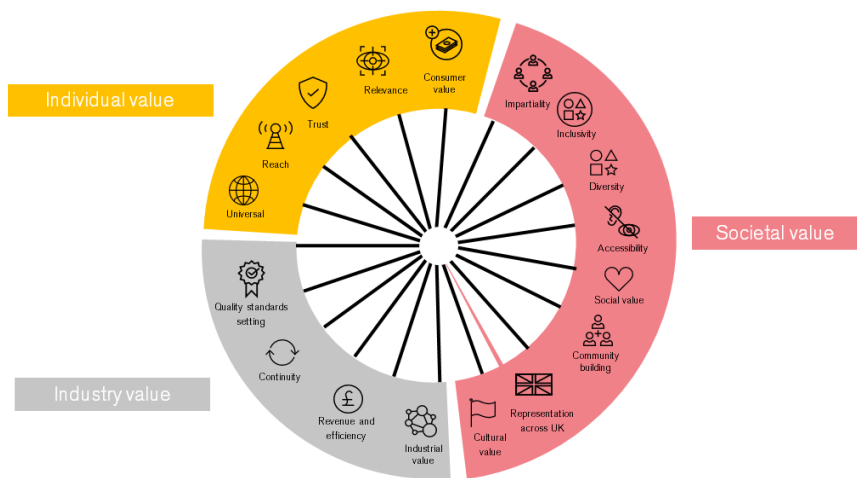 Individual value
Consumer
value
Relevance
Trust
Reach
Universal
Impartiality
Inclusivity
Diversity
Accessibility
Social value
Community
building
Representation
across UK
Cultural
value
Societal value
Quality standards
setting
Continuity
£
Revenue and
efficiency
Industrial
value
Industry value